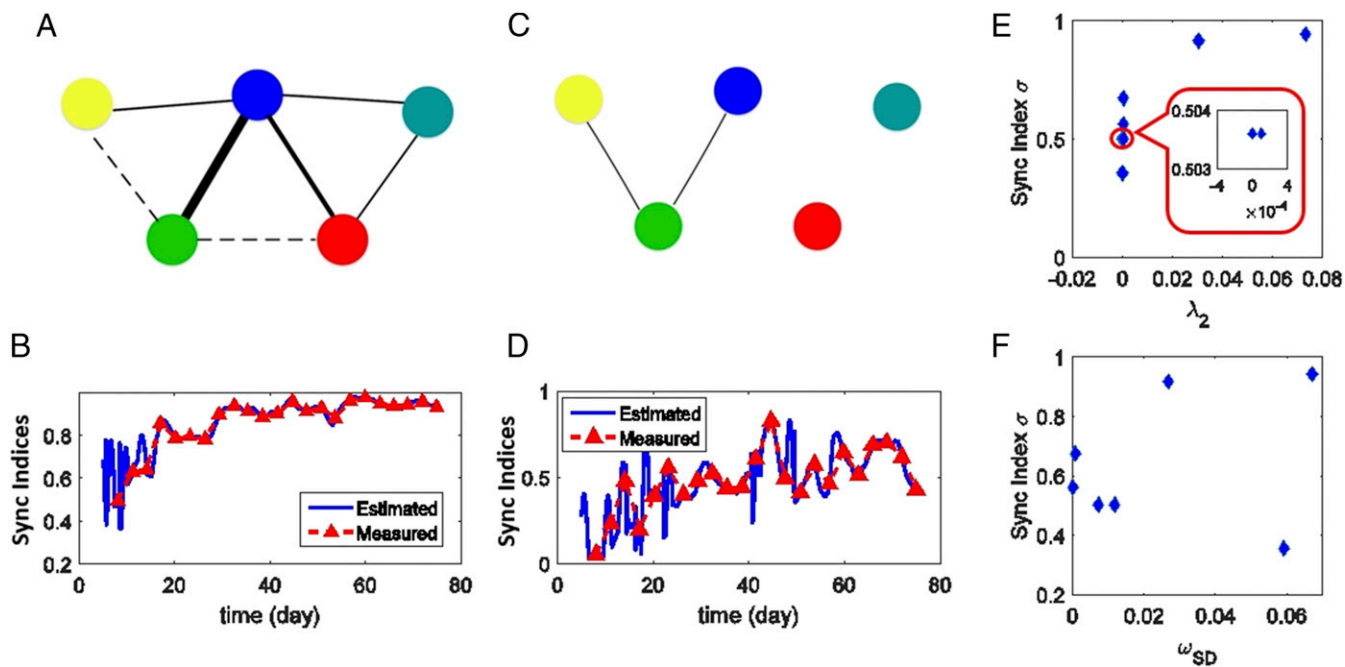 A
B
Sync Indices
0.8
0.6
0.4
0.2
0
20
40
60
80
time (day)
Estimated
Measured
C
D
Sync Indices
1
0.5
0
0
20
40
60
80
time (day)
Estimated
Measured
E
Sync Index σ
1
0.5
0
-0.02
0
0.02
0.04
0.06
0.08
λ2
0.504
0.503
-4
0
4
×10-4
F
Sync Index σ
1
0.8
0.6
0.4
0.2
0
0.02
0.04
0.06
ωSD